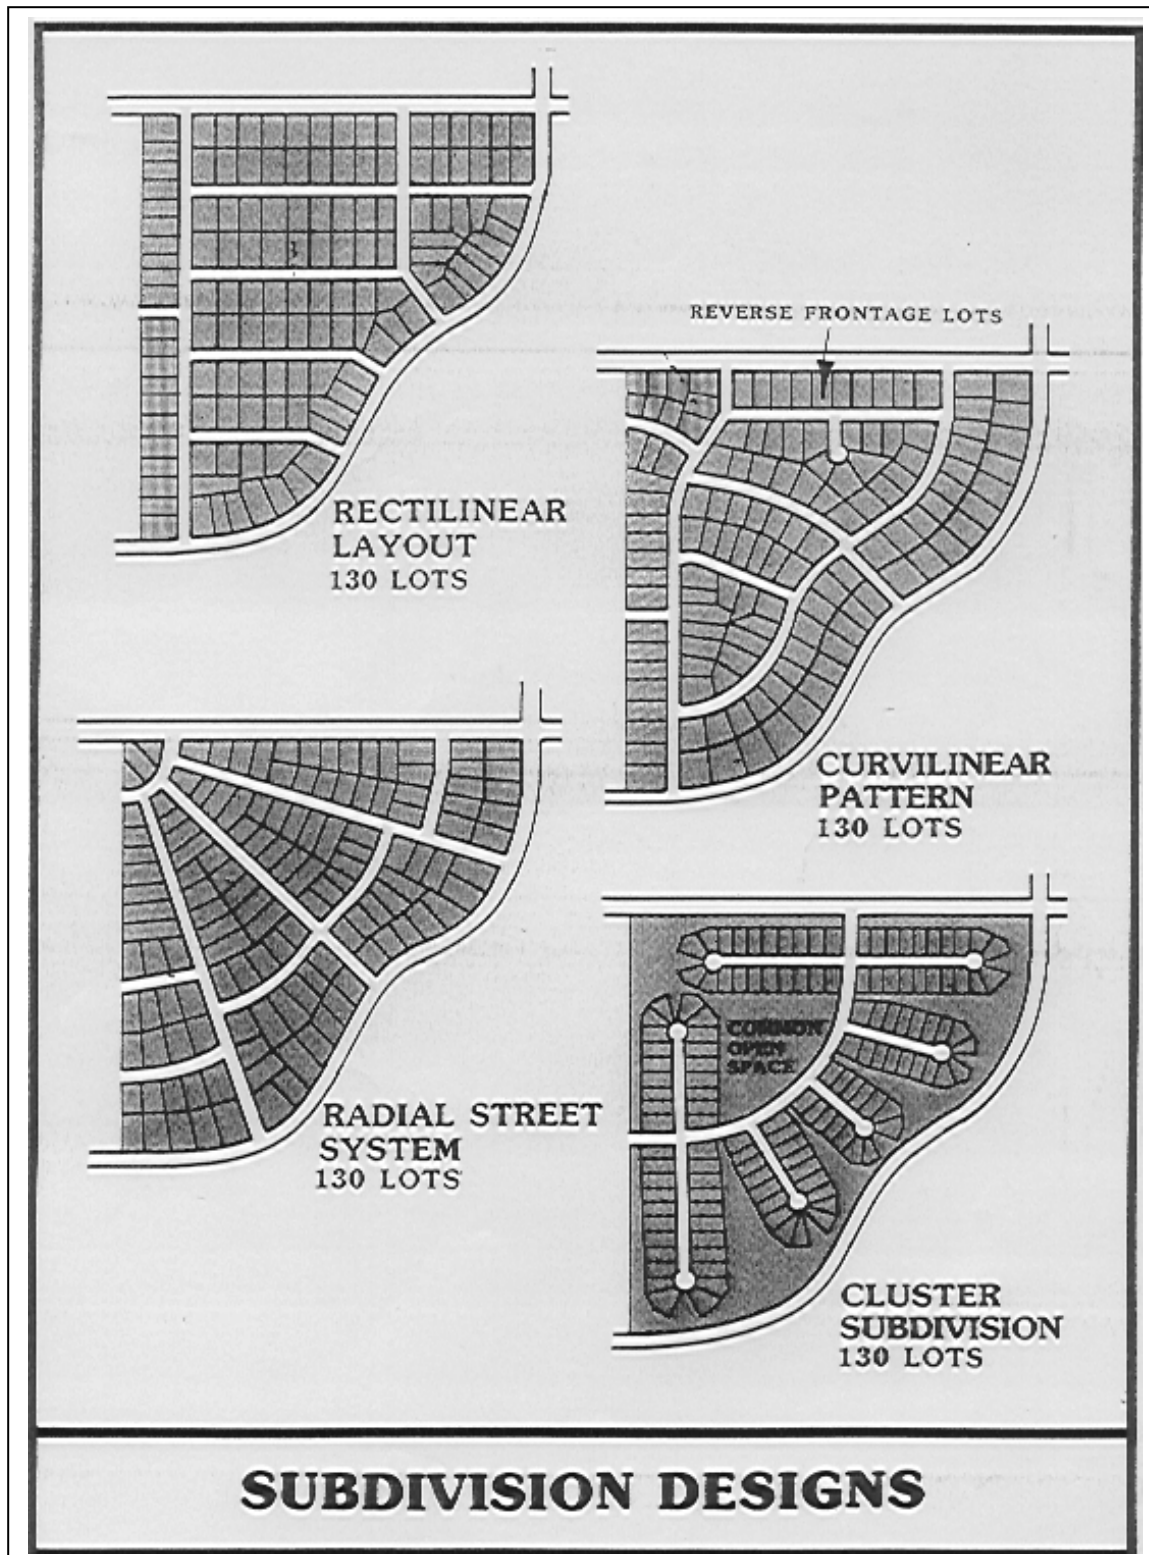 REVERSE FRONTAGE LOTS
RECTILINEAR
LAYOUT
130 LOTS
CURVILINEAR
PATTERN
130 LOTS
RADIAL STREET
SYSTEM
130 LOTS
COMMON
OPEN
SPACE
CLUSTER
SUBDIVISION
130 LOTS
SUBDIVISION DESIGNS